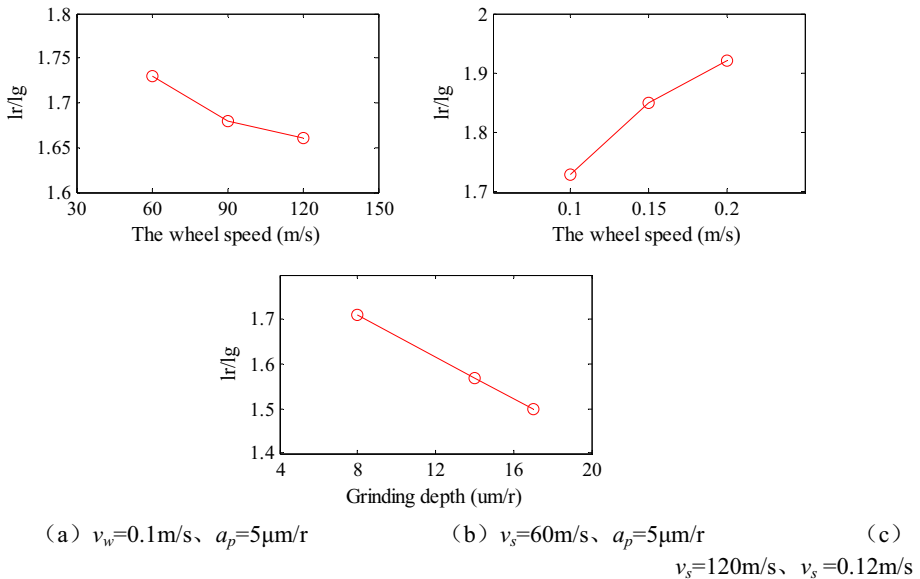 1.8
1.75
1.7
1.65
1.6
lr/lg
30 60 90 120 150
The wheel speed (m/s)
2
1.9
1.8
1.7
lr/lg
0.1 0.15 0.2
The wheel speed (m/s)
1.7
1.6
1.5
1.4
lr/lg
4 8 12 16 20
Grinding depth (um/r)
（a）vw=0.1m/s、ap=5μm/r （b）vs=60m/s、ap=5μm/r （c）
vs=120m/s、vs =0.12m/s